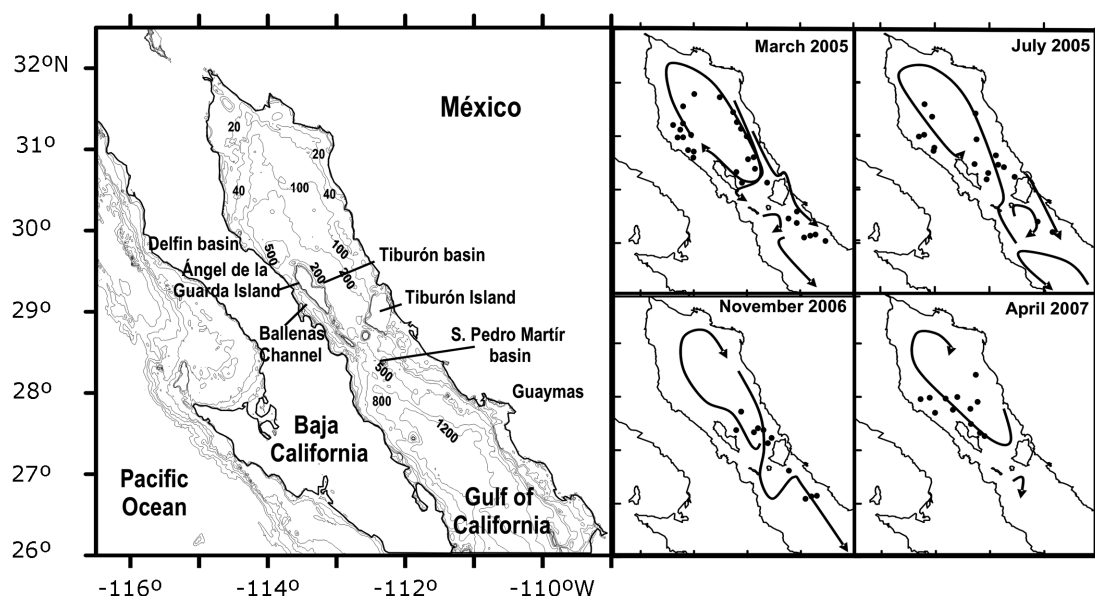 32ºN
31º
30º
29º
28º
27º
26º
-116º
-114º
-112º
-110ºW
México
20
20
40
100
40
100
500
200
200
Delfin basin
Ángel de la
Guarda Island
Ballenas
Channel
Tiburón basin
Tiburón Island
S. Pedro Martír
basin
500
800
1200
Guaymas
Baja
California
Pacific
Ocean
Gulf of
California
March 2005
July 2005
November 2006
April 2007